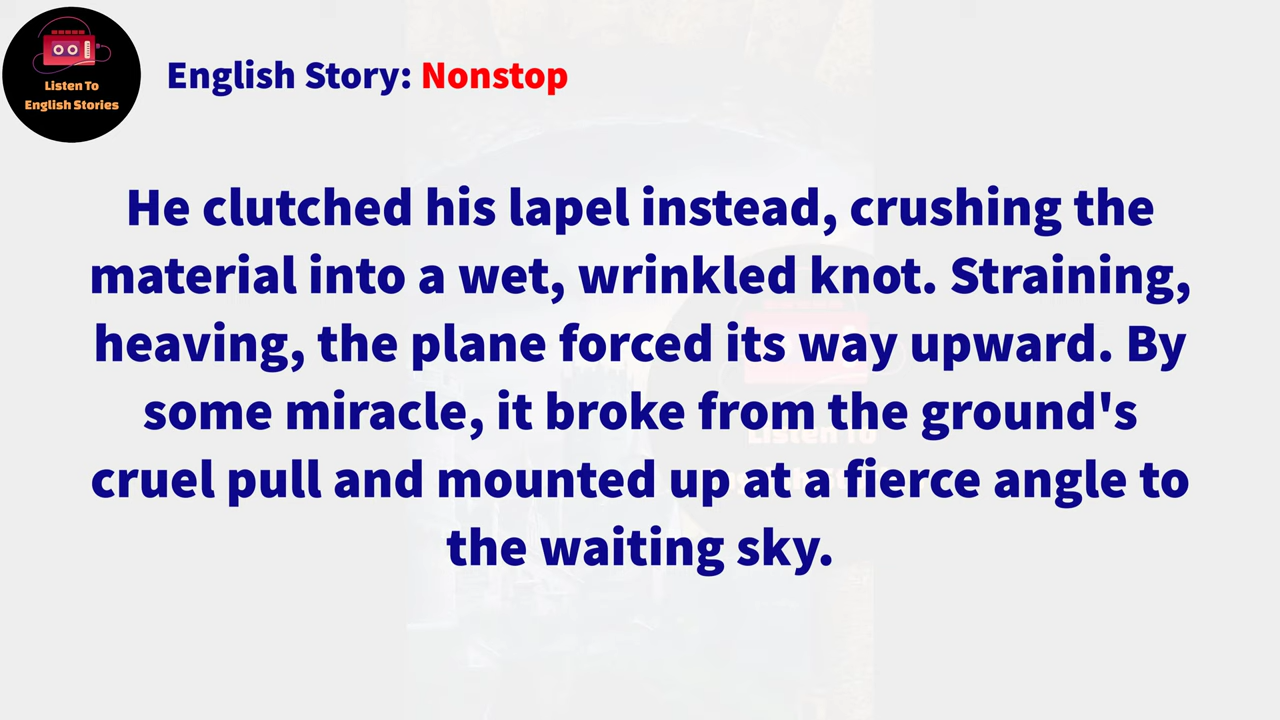 Listen To
English Stories
English Story: Nonstop
He clutched his lapel instead, crushing the
material into a wet, wrinkled knot. Straining,
heaving, the plane forced its way upward. By
some miracle, it broke from the ground's
cruel pull and mounted up at a fierce angle to
the waiting sky.
Listen To